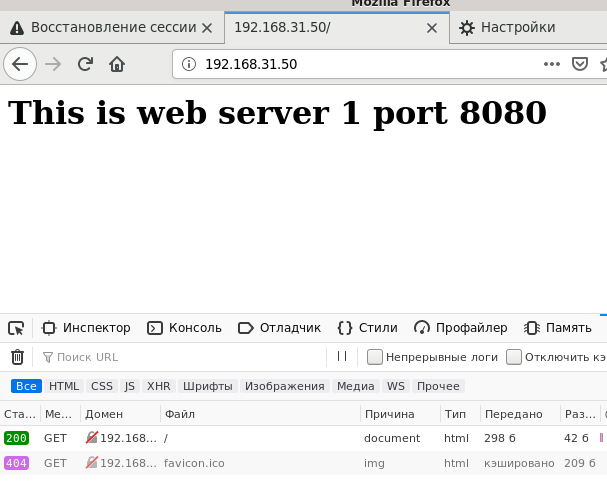 Mozilla Firefox
Восстановление сессии
192.168.31.50/
Настройки
192.168.31.50
This is web server 1 port 8080
Инспектор Консоль Отладчик Стили Профайлер Память
Поиск URL Непрерывные логи Отключить кэ
Все HTML CSS JS XHR Шрифты Изображения Медиа WS Прочее
Ста... Ме... Домен Файл Причина Тип Передано Раз...
200 GET 192.168... / document html 298 б 42 б
404 GET 192.168... favicon.ico img html кэшировано 209 б